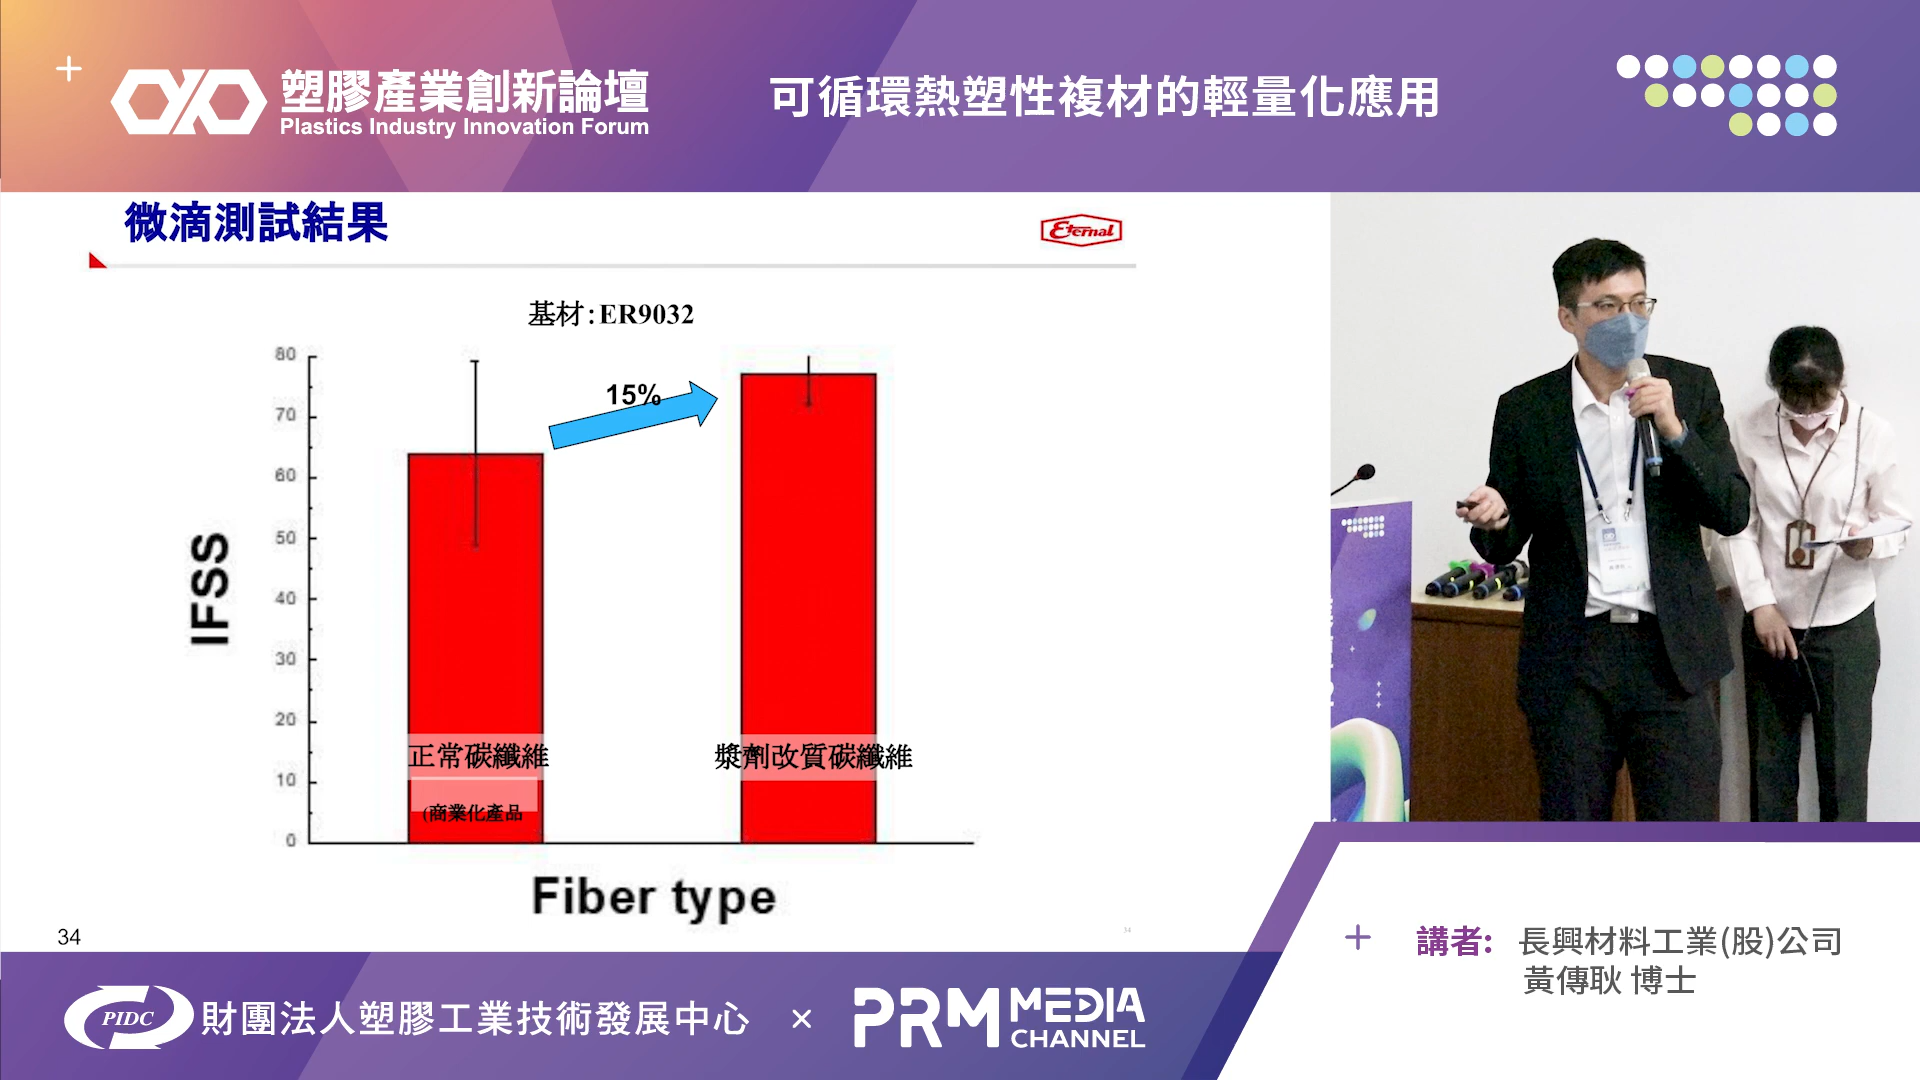 塑膠產業創新論壇
Plastics Industry Innovation Forum
可循環熱塑性複材的輕量化應用
微滴測試結果
Eternal
基材:ER9032
80
70
60
50
40
30
20
10
0
15%
IFSS
正常碳纖維
(商業化產品
漿劑改質碳纖維
Fiber type
34
34
講者: 長興材料工業(股)公司
黃傳耿 博士
PIDC 財團法人塑膠工業技術發展中心 × PRM MEDIA CHANNEL